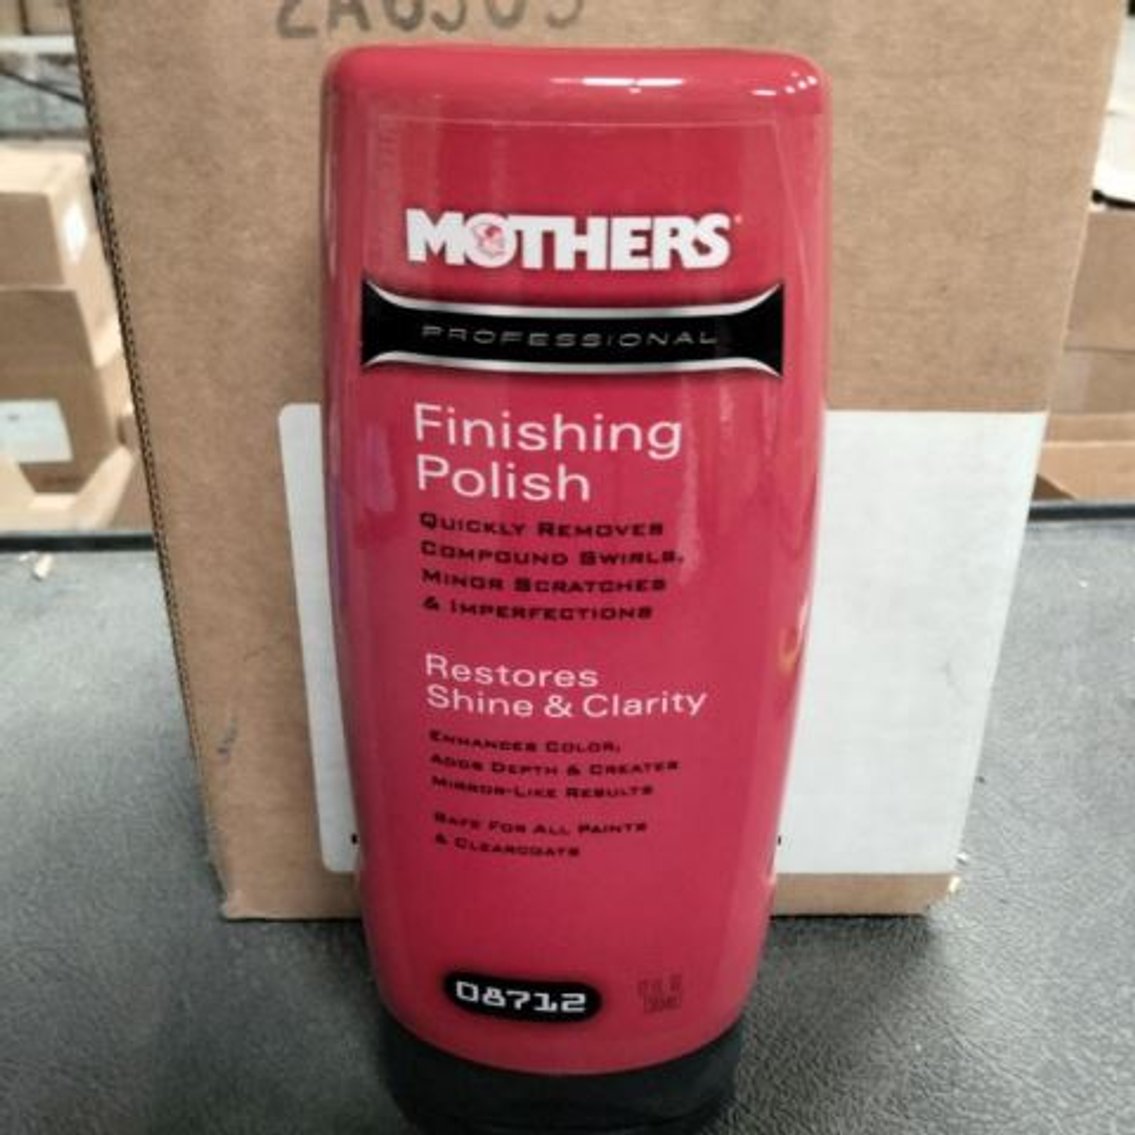 MOTHERS
PROFESSIONAL
Finishing
Polish
QUICKLY REMOVES
COMPOUND SWIRLS,
MINOR SCRATCHES
& IMPERFECTIONS
Restores
Shine & Clarity
ENHANCES COLOR,
ADDS DEPTH & CREATES
MIRROR-LIKE RESULTS
SAFE FOR ALL PAINTS
& CLEARCOATS
08712